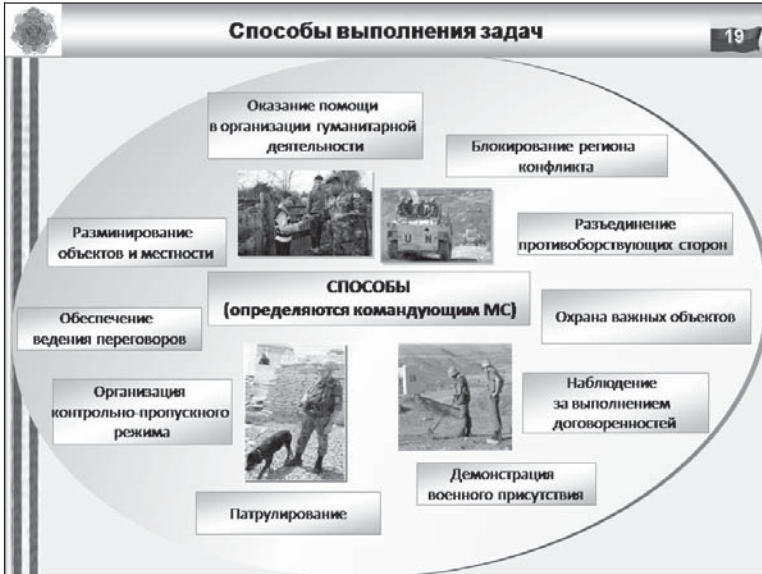 Способы выполнения задач
19
Оказание помощи
в организации гуманитарной
деятельности
Блокирование региона
конфликта
Разминирование
объектов и местности
U N
Разъединение
противоборствующих сторон
СПОСОБЫ
(определяются командующим МС)
Обеспечение
ведения переговоров
Охрана важных объектов
Организация
контрольно-пропускного
режима
Наблюдение
за выполнением
договоренностей
Демонстрация
военного присутствия
Патрулирование